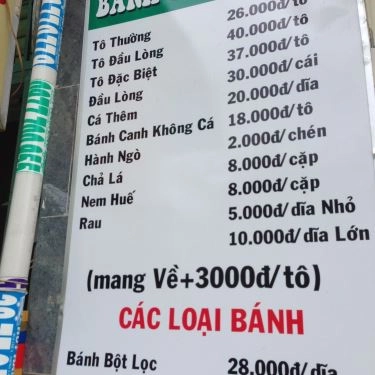 BÁNH
Tô Thường 26.000đ/tô
Tô Đầu Lòng 40.000đ/tô
Tô Đặc Biệt 37.000đ/tô
Đầu Lòng 30.000đ/cái
Cá Thêm 20.000đ/dĩa
Bánh Canh Không Cá 18.000đ/tô
Hành Ngò 2.000đ/chén
Chả Lá 8.000đ/cặp
Nem Huế 8.000đ/cặp
Rau 5.000đ/dĩa Nhỏ
10.000đ/dĩa Lớn
(mang Về+3000đ/tô)
CÁC LOẠI BÁNH
Bánh Bột Lọc 28.000đ/dĩa